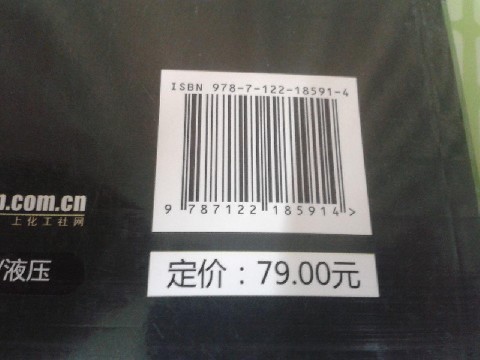 ISBN 978-7-122-18591-4
9 787122 185914>
n.com.cn
上化工社网
/液压
定价：79.00元